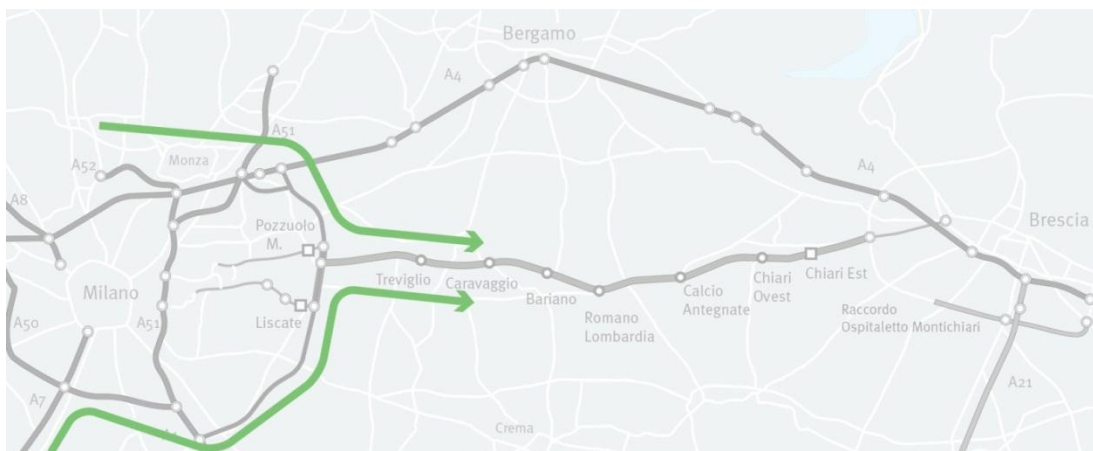 Bergamo
A4
A51
Monza
A52
A8
A4
Brescia
Pozzuolo
M.
Treviglio
Caravaggio
Bariano
Romano
Lombardia
Calcio
Antegnate
Chiari
Ovest
Chiari Est
Milano
A51
Liscate
A50
Raccordo
Ospitaletto Montichiari
A7
A21
Crema